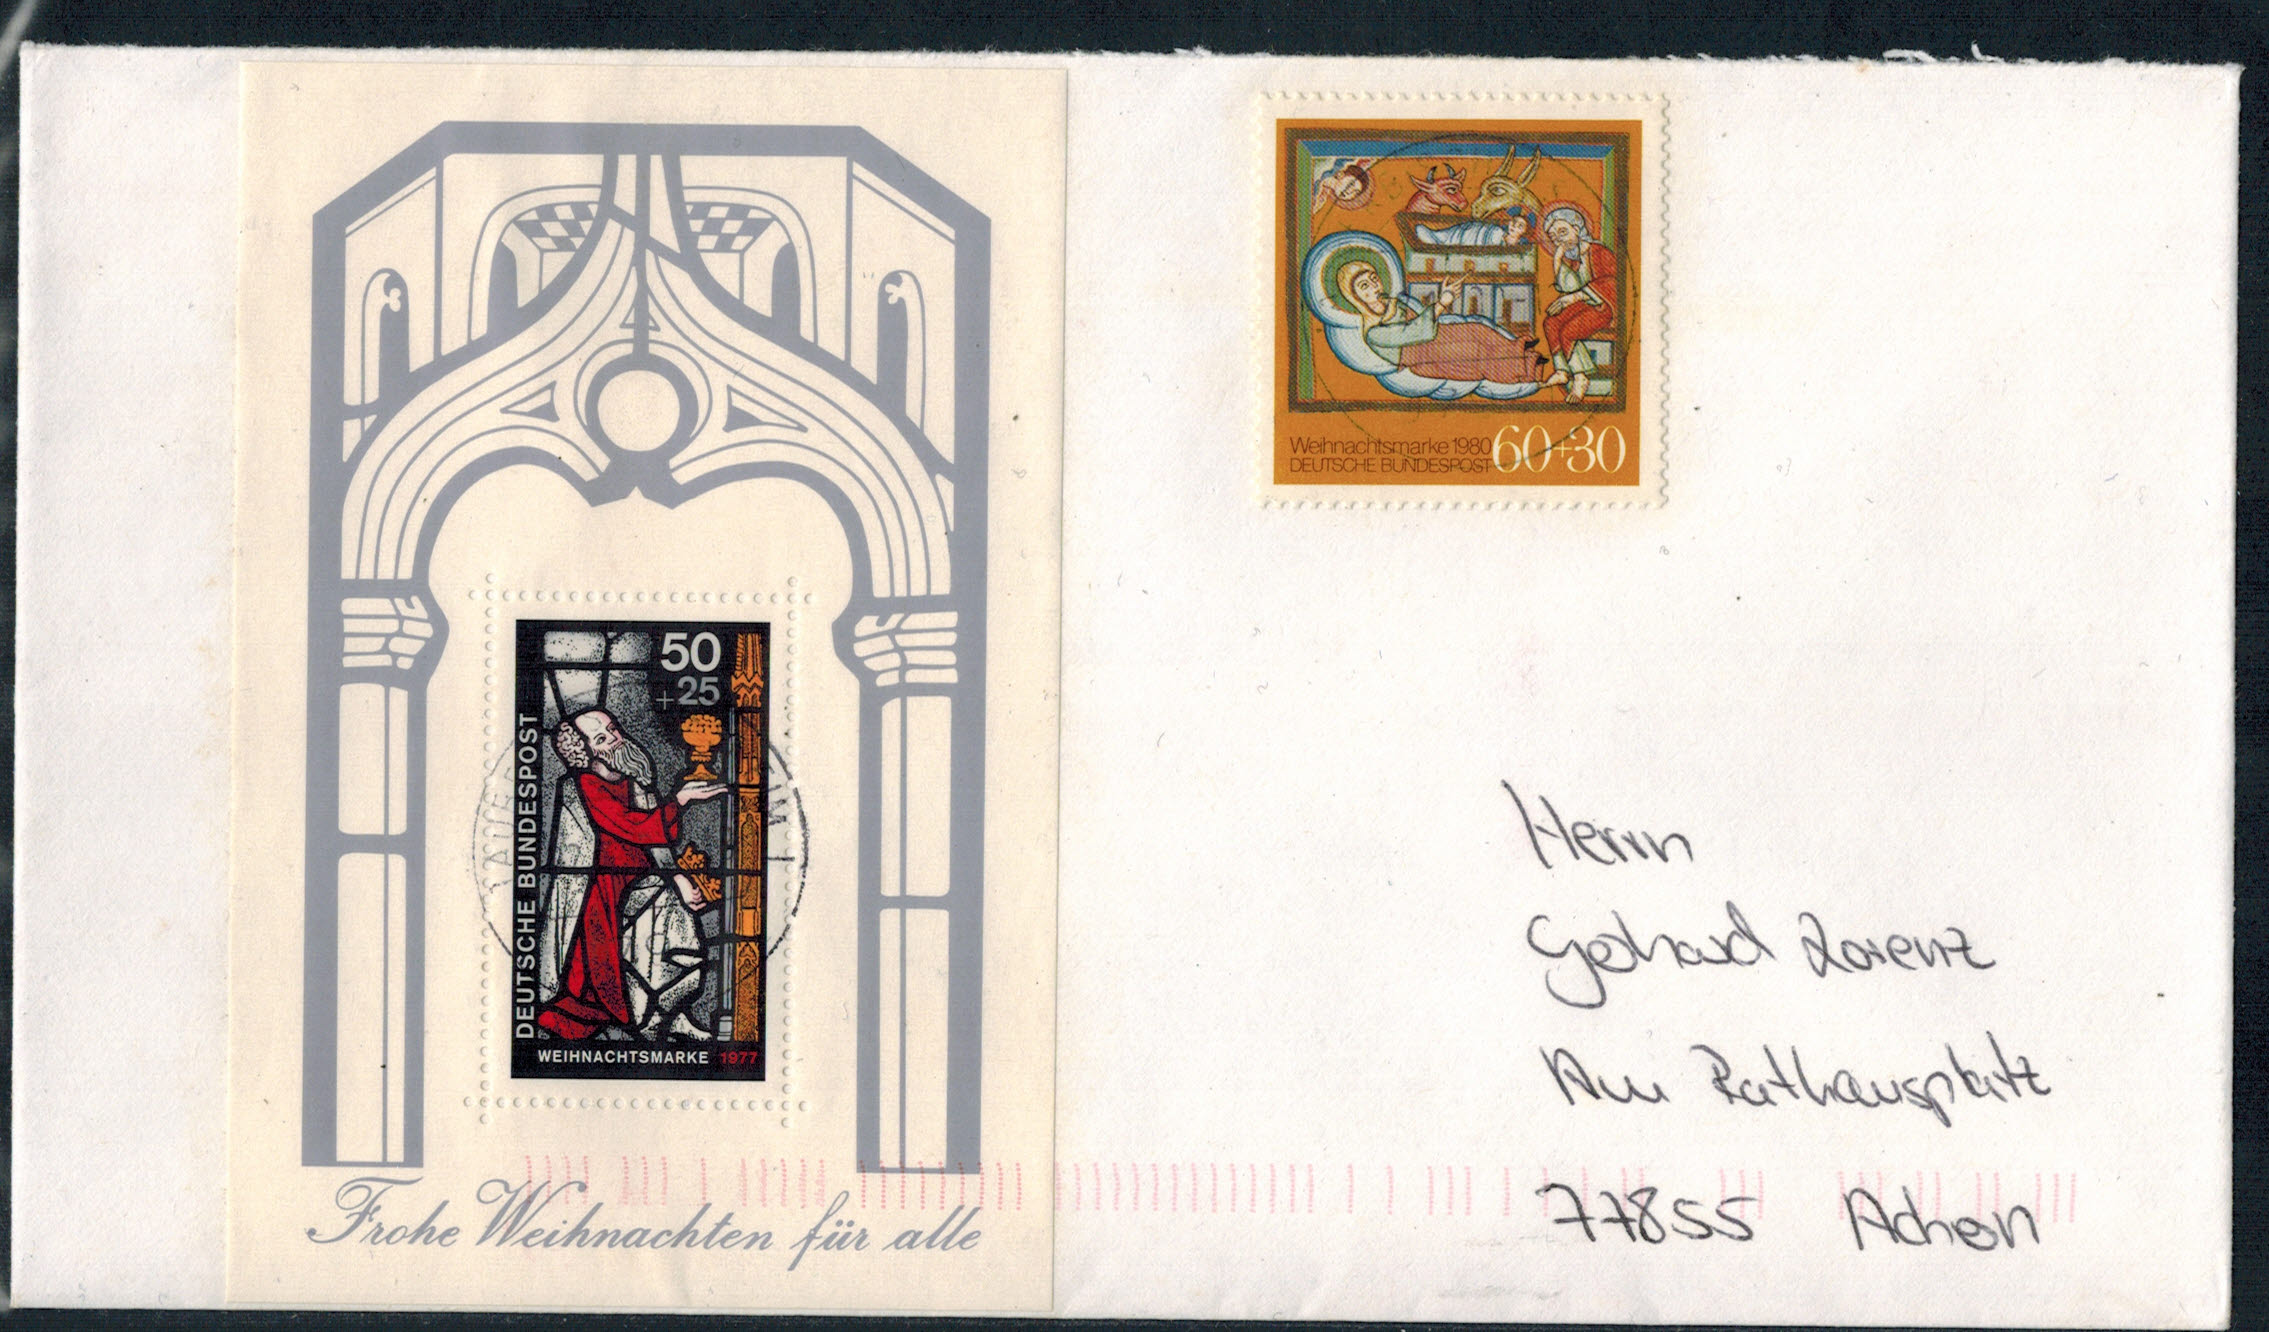 50
+25
DEUTSCHE BUNDESPOST
WEIHNACHTSMARKE 1977
Frohe Weihnachten für alle
Weihnachtsmarke 1980
DEUTSCHE BUNDESPOST
60+30
Herrn
Lorenz
Am Rathausplatz
77855 Achern